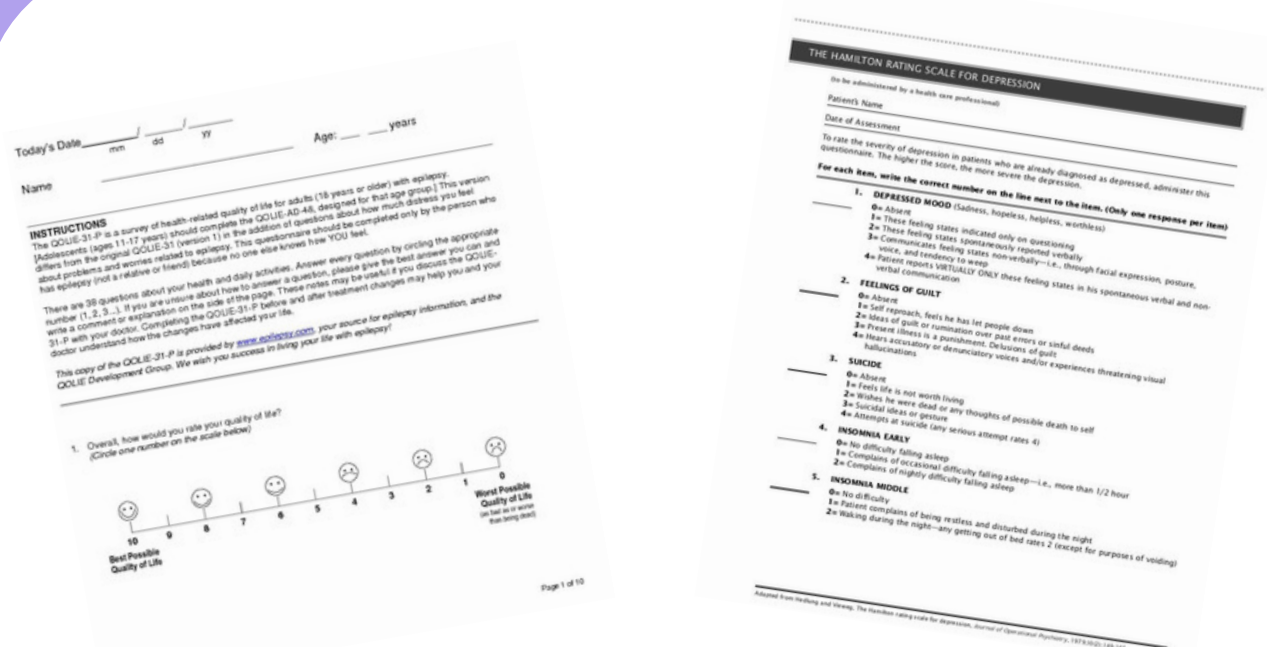 Today's Date / / Age: years
mm dd yy
Name
INSTRUCTIONS
The QOLIE-31-P is a survey of health-related quality of life for adults (18 years or older) with epilepsy.
[Adolescents (ages 11-17 years) should complete the QOLIE-AD-48, designed for that age group.] This version
differs from the original QOLIE-31 (version 1) in the addition of questions about how much distress you feel
about problems and worries related to epilepsy. This questionnaire should be completed only by the person who
has epilepsy (not a relative or friend) because no one else knows how YOU feel.
There are 38 questions about your health and daily activities. Answer every question by circling the appropriate
number (1, 2, 3...). If you are unsure about how to answer a question, please give the best answer you can and
write a comment or explanation on the side of the page. These notes may be useful if you discuss the QOLIE-
31-P with your doctor. Completing the QOLIE-31-P before and after treatment changes may help you and your
doctor understand how the changes have affected your life.
This copy of the QOLIE-31-P is provided by www.epilepsy.com, your source for epilepsy information, and the
QOLIE Development Group. We wish you success in living your life with epilepsy!
1. Overall, how would you rate your quality of life?
(Circle one number on the scale below)
10 9 8 7 6 5 4 3 2 1 0
Best Possible
Quality of Life
Worst Possible
Quality of Life
(as bad as or worse
than being dead)
Page 1 of 10
THE HAMILTON RATING SCALE FOR DEPRESSION
(to be administered by a health care professional)
Patient's Name
Date of Assessment
To rate the severity of depression in patients who are already diagnosed as depressed, administer this
questionnaire. The higher the score, the more severe the depression.
For each item, write the correct number on the line next to the item. (Only one response per item)
1. DEPRESSED MOOD (Sadness, hopeless, helpless, worthless)
0= Absent
1= These feeling states indicated only on questioning
2= These feeling states spontaneously reported verbally
3= Communicates feeling states non-verbally—i.e., through facial expression, posture,
voice, and tendency to weep
4= Patient reports VIRTUALLY ONLY these feeling states in his spontaneous verbal and non-
verbal communication
2. FEELINGS OF GUILT
0= Absent
1= Self reproach, feels he has let people down
2= Ideas of guilt or rumination over past errors or sinful deeds
3= Present illness is a punishment. Delusions of guilt
4= Hears accusatory or denunciatory voices and/or experiences threatening visual
hallucinations
3. SUICIDE
0= Absent
1= Feels life is not worth living
2= Wishes he were dead or any thoughts of possible death to self
3= Suicidal ideas or gesture
4= Attempts at suicide (any serious attempt rates 4)
4. INSOMNIA EARLY
0= No difficulty falling asleep
1= Complains of occasional difficulty falling asleep—i.e., more than 1/2 hour
2= Complains of nightly difficulty falling asleep
5. INSOMNIA MIDDLE
0= No difficulty
1= Patient complains of being restless and disturbed during the night
2= Waking during the night—any getting out of bed rates 2 (except for purposes of voiding)
Adapted from Hedlung and Vieweg, The Hamilton rating scale for depression, Journal of Operational Psychiatry, 1979;10(2):